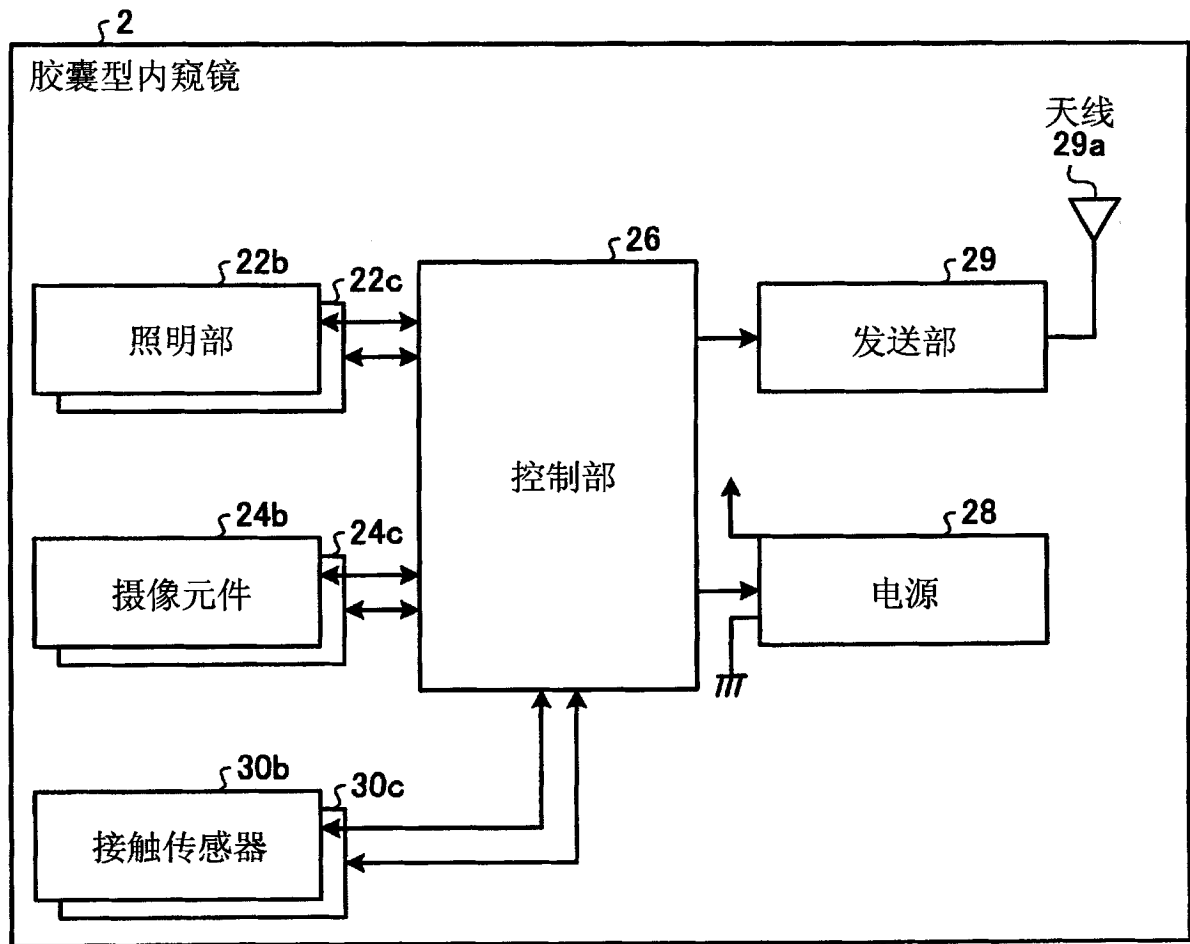 2
胶囊型内窥镜
天线
29a
22b
22c
照明部
26
控制部
29
发送部
24b
24c
摄像元件
28
电源
30b
30c
接触传感器